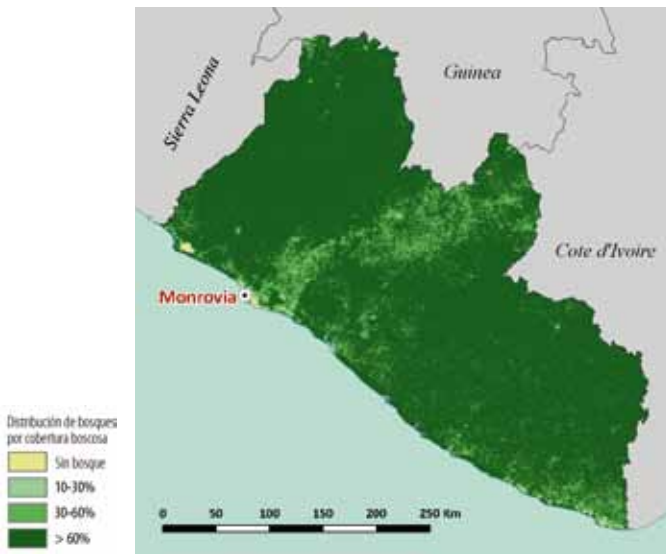 Guinea
Sierra Leona
Cote d'Ivoire
Monrovia
Distribución de bosques
por cobertura boscosa
Sin bosque
10-30%
30-60%
> 60%
0 50 100 150 200 250 Km